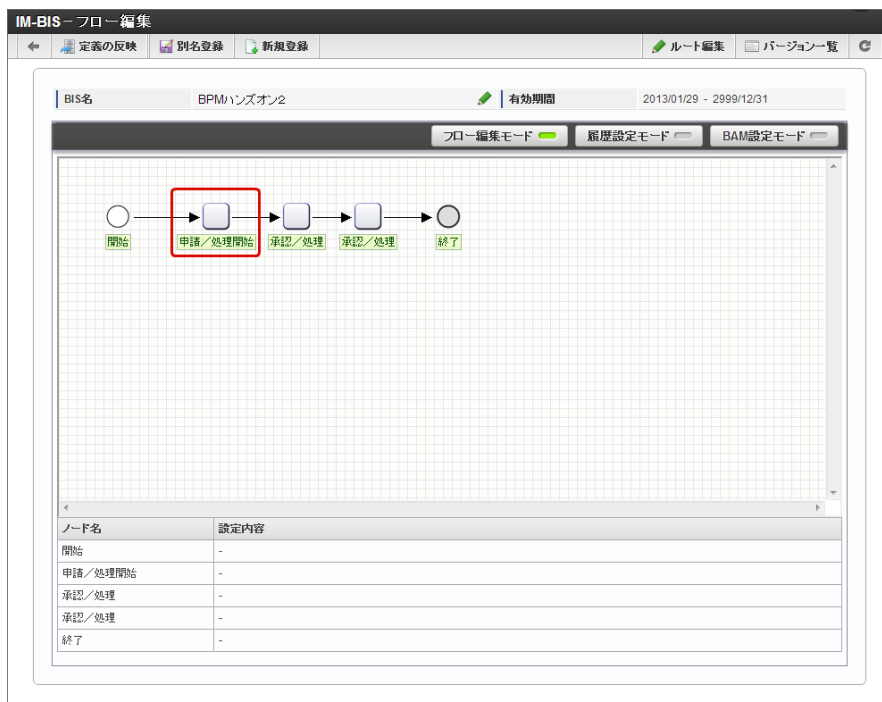 IM-BIS－フロー編集
定義の反映 別名登録 新規登録 ルート編集 バージョン一覧
BIS名 BPMハンズオン2 有効期間 2013/01/29 - 2999/12/31
フロー編集モード 履歴設定モード BAM設定モード
開始 申請／処理開始 承認／処理 承認／処理 終了
ノード名 設定内容
開始 -
申請／処理開始 -
承認／処理 -
承認／処理 -
終了 -